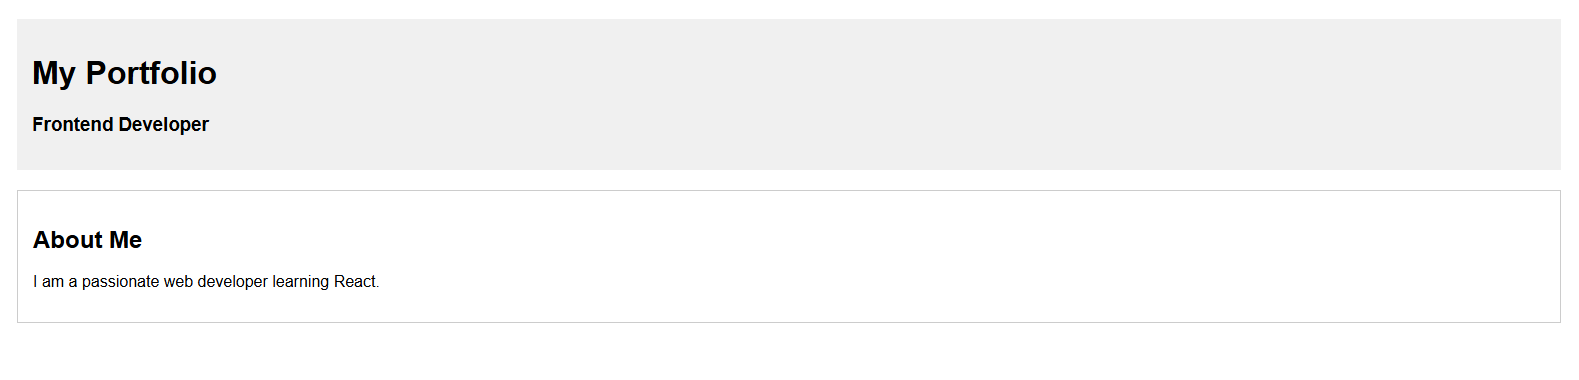 My Portfolio
Frontend Developer
About Me
I am a passionate web developer learning React.